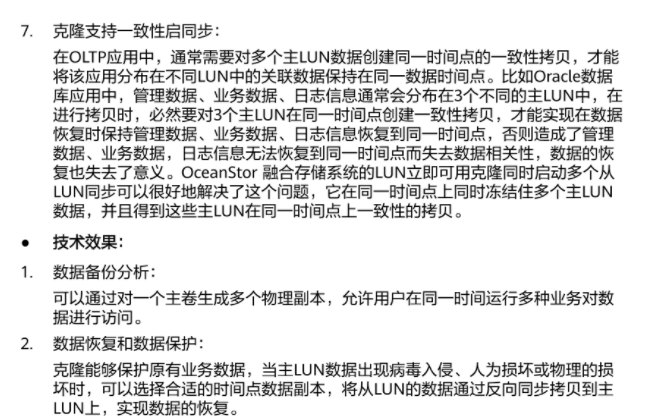 7. 克隆支持一致性启同步：
在OLTP应用中，通常需要对多个主LUN数据创建同一时间点的一致性拷贝，才能
将该应用分布在不同LUN中的关联数据保持在同一数据时间点。比如Oracle数据
库应用中，管理数据、业务数据、日志信息通常会分布在3个不同的主LUN中，在
进行拷贝时，必然要对3个主LUN在同一时间点创建一致性拷贝，才能实现在数据
恢复时保持管理数据、业务数据、日志信息恢复到同一时间点，否则造成了管理
数据、业务数据，日志信息无法恢复到同一时间点而失去数据相关性，数据的恢
复也失去了意义。OceanStor 融合存储系统的LUN立即可用克隆同时启动多个从
LUN同步可以很好地解决了这个问题，它在同一时间点上同时冻结住多个主LUN
数据，并且得到这些主LUN在同一时间点上一致性的拷贝。
● 技术效果：
1. 数据备份分析：
可以通过对一个主卷生成多个物理副本，允许用户在同一时间运行多种业务对数
据进行访问。
2. 数据恢复和数据保护：
克隆能够保护原有业务数据，当主LUN数据出现病毒入侵、人为损坏或物理的损
坏时，可以选择合适的时间点数据副本，将从LUN的数据通过反向同步拷贝到主
LUN上，实现数据的恢复。